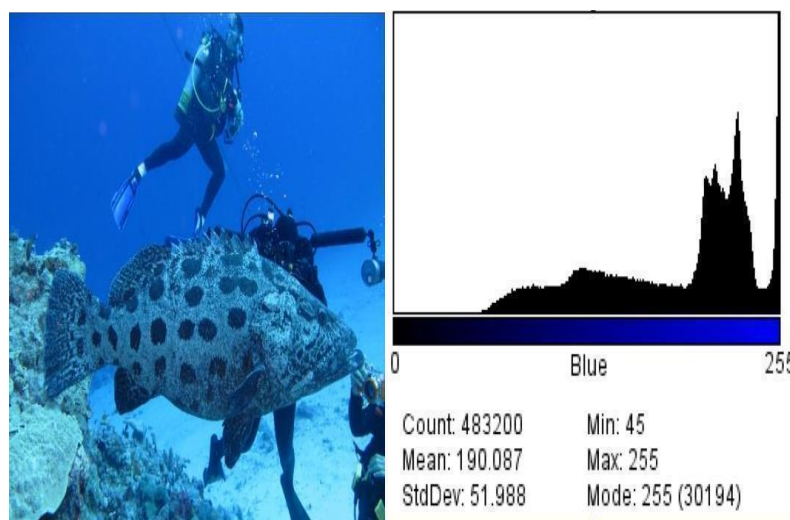 0 Blue 255
Count: 483200 Min: 45
Mean: 190.087 Max: 255
StdDev: 51.988 Mode: 255 (30194)